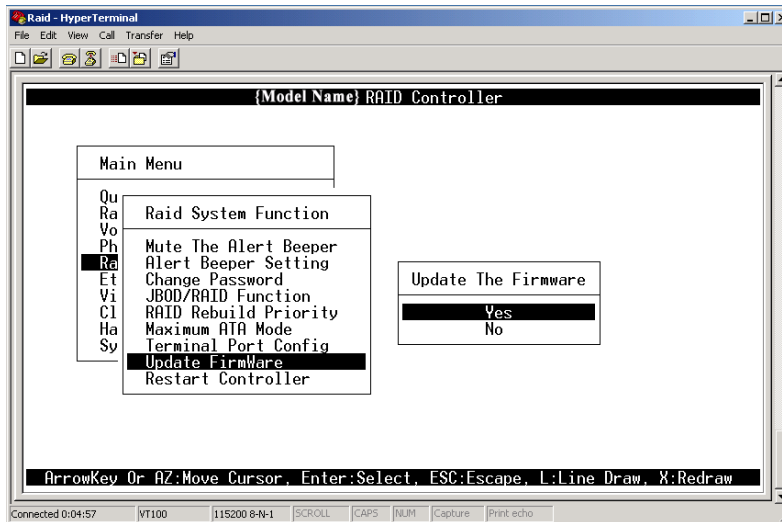 Raid - HyperTerminal
File Edit View Call Transfer Help
{Model Name} RAID Controller
Main Menu
Qu
Ra
Vo
Ph
Ra
Et
Vi
Cl
Ha
Sy
Raid System Function
Mute The Alert Beeper
Alert Beeper Setting
Change Password
JBOD/RAID Function
RAID Rebuild Priority
Maximum ATA Mode
Terminal Port Config
Update FirmWare
Restart Controller
Update The Firmware
Yes
No
ArrowKey Or AZ:Move Cursor, Enter:Select, ESC:Escape, L:Line Draw, X:Redraw
Connected 0:04:57 VT100 115200 8-N-1 SCROLL CAPS NUM Capture Print echo